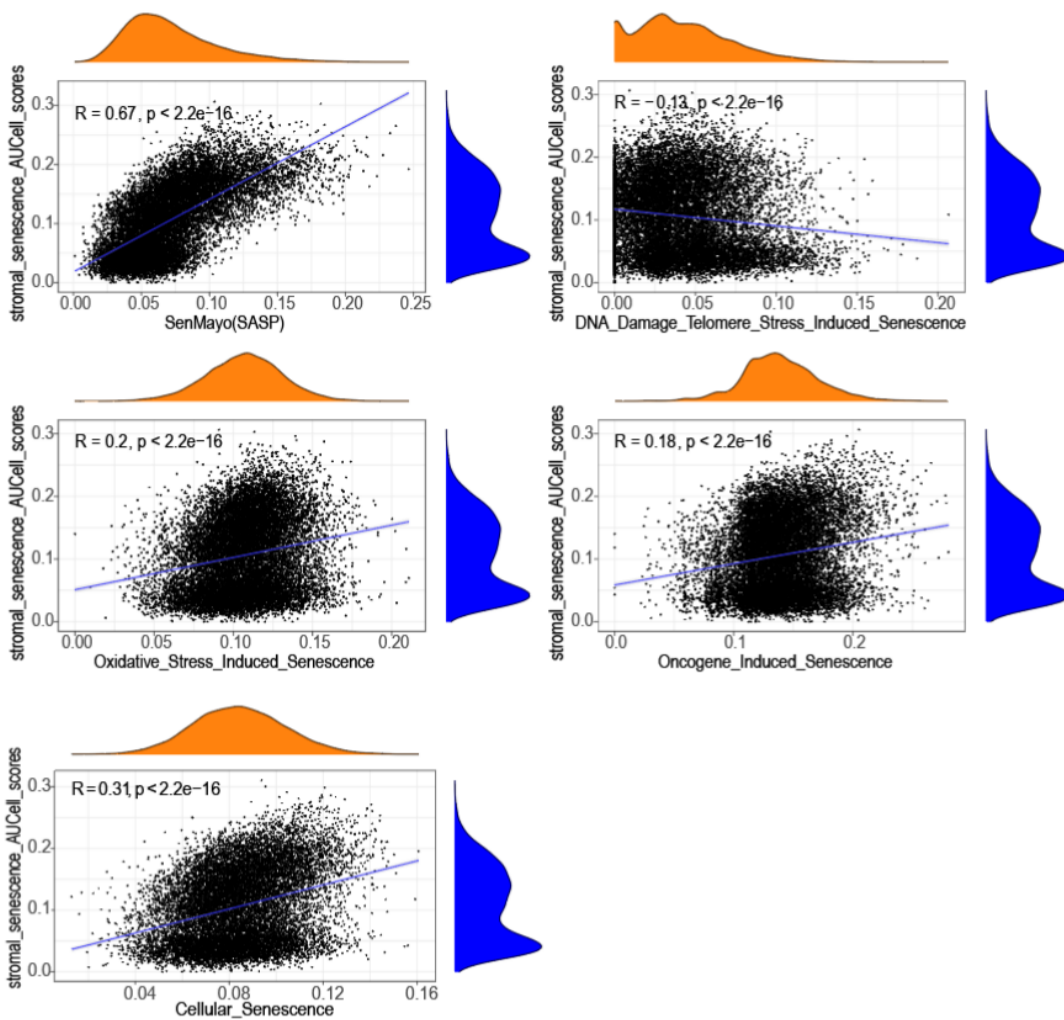 stromal_senescence_AUCell_scores
0.3
0.2
0.1
0.0
R = 0.67, p < 2.2e−16
0.00 0.05 0.10 0.15 0.20 0.25
SenMayo(SASP)
stromal_senescence_AUCell_scores
0.3
0.2
0.1
0.0
R = −0.13, p < 2.2e−16
0.00 0.05 0.10 0.15 0.20
DNA_Damage_Telomere_Stress_Induced_Senescence
stromal_senescence_AUCell_scores
0.3
0.2
0.1
0.0
R = 0.2, p < 2.2e−16
0.00 0.05 0.10 0.15 0.20
Oxidative_Stress_Induced_Senescence
stromal_senescence_AUCell_scores
0.3
0.2
0.1
0.0
R = 0.18, p < 2.2e−16
0.0 0.1 0.2
Oncogene_Induced_Senescence
stromal_senescence_AUCell_scores
0.3
0.2
0.1
0.0
R = 0.31, p < 2.2e−16
0.04 0.08 0.12 0.16
Cellular_Senescence